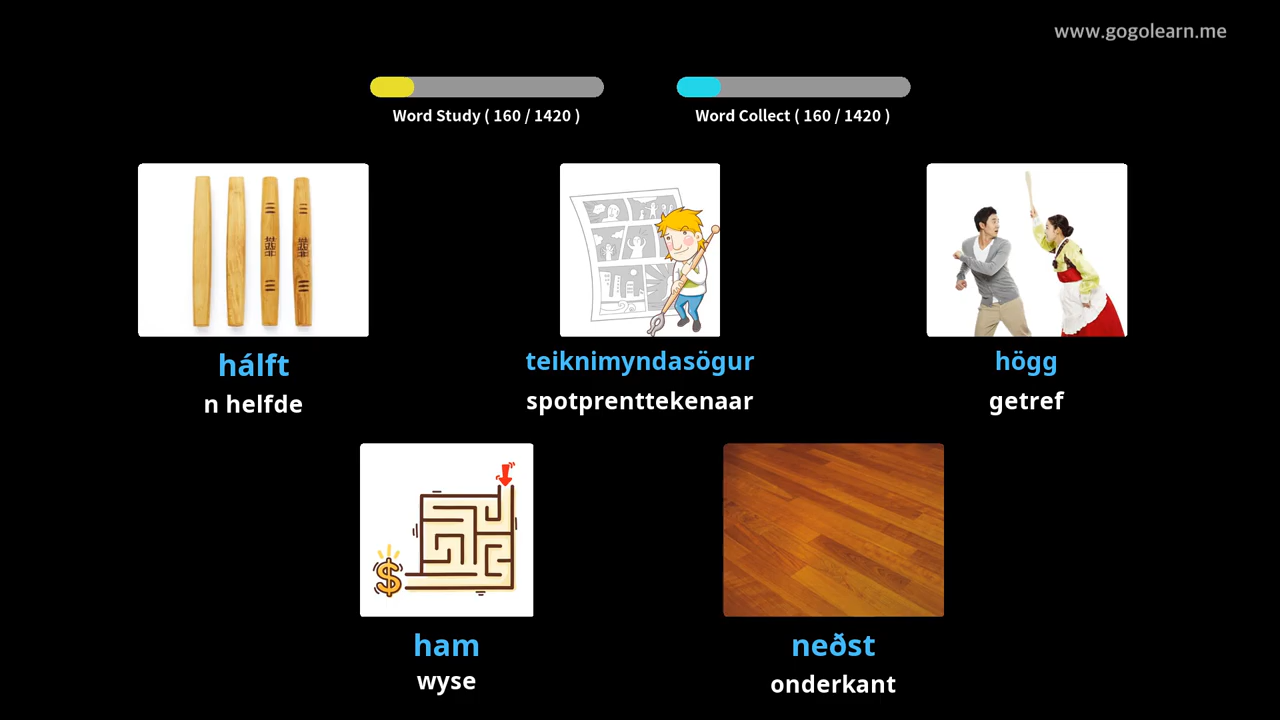 www.gogolearn.me
Word Study ( 160 / 1420 )
Word Collect ( 160 / 1420 )
hálft
n helfde
teiknimyndasögur
spotprenttekenaar
högg
getref
$
ham
wyse
neðst
onderkant